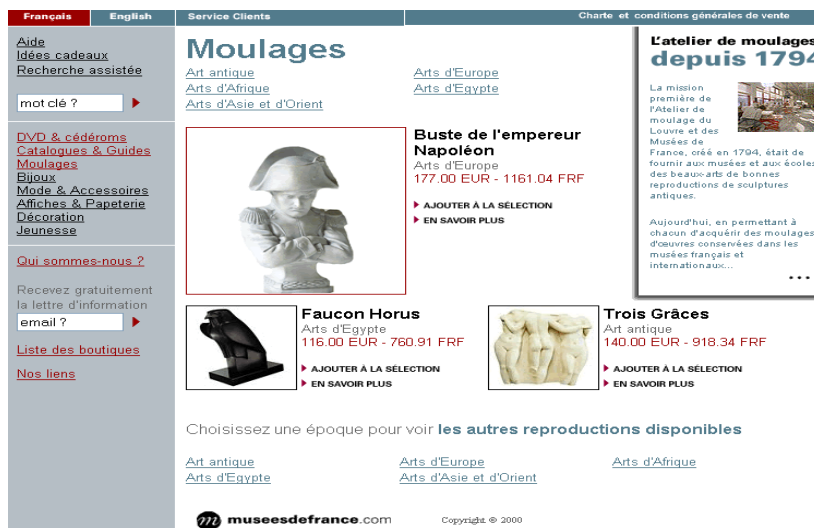 Français English Service Clients Charte et conditions générales de vente
Aide
Idées cadeaux
Recherche assistée
mot clé ?
DVD & cédéroms
Catalogues & Guides
Moulages
Bijoux
Mode & Accessoires
Affiches & Papeterie
Décoration
Jeunesse
Qui sommes-nous ?
Recevez gratuitement
la lettre d'information
email ?
Liste des boutiques
Nos liens
Moulages
Art antique Arts d'Europe
Arts d'Afrique Arts d'Egypte
Arts d'Asie et d'Orient
Buste de l'empereur
Napoléon
Arts d'Europe
177.00 EUR - 1161.04 FRF
AJOUTER À LA SÉLECTION
EN SAVOIR PLUS
L'atelier de moulages
depuis 1794
La mission
première de
l'Atelier de
moulage du
Louvre et des
Musées de
France, créé en 1794, était de
fournir aux musées et aux écoles
des beaux-arts de bonnes
reproductions de sculptures
antiques.
Aujourd'hui, en permettant à
chacun d'acquérir des moulages
d'œuvres conservées dans les
musées français et
internationaux...
...
Faucon Horus
Arts d'Egypte
116.00 EUR - 760.91 FRF
AJOUTER À LA SÉLECTION
EN SAVOIR PLUS
Trois Grâces
Art antique
140.00 EUR - 918.34 FRF
AJOUTER À LA SÉLECTION
EN SAVOIR PLUS
Choisissez une époque pour voir les autres reproductions disponibles
Art antique Arts d'Europe Arts d'Afrique
Arts d'Egypte Arts d'Asie et d'Orient
m museesdefrance.com Copyright © 2000